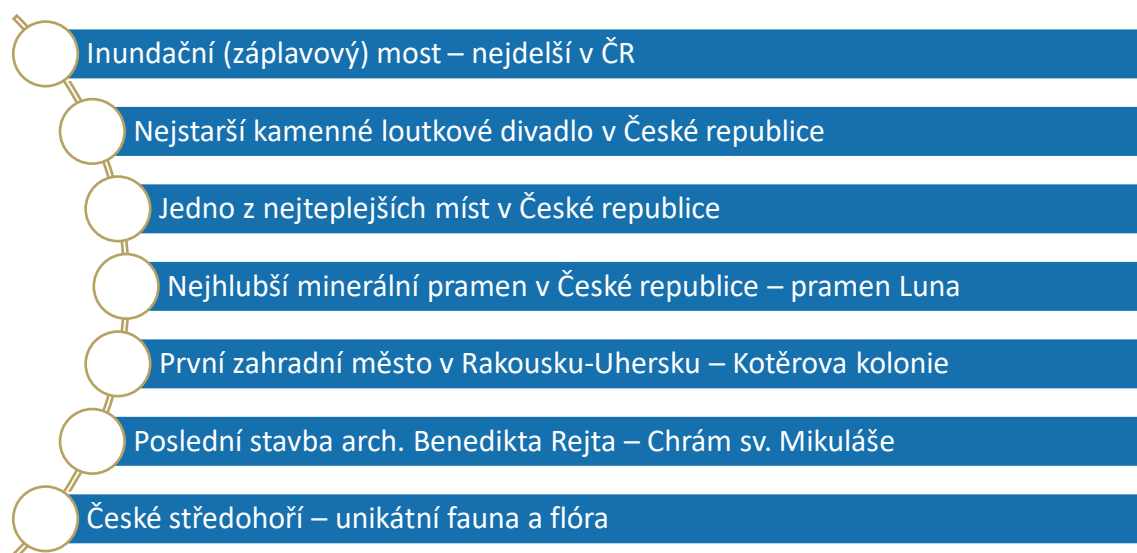 Inundační (záplavový) most – nejdelší v ČR
Nejstarší kamenné loutkové divadlo v České republice
Jedno z nejteplejších míst v České republice
Nejhlubší minerální pramen v České republice – pramen Luna
První zahradní město v Rakousku-Uhersku – Kotěrova kolonie
Poslední stavba arch. Benedikta Rejta – Chrám sv. Mikuláše
České středohoří – unikátní fauna a flóra